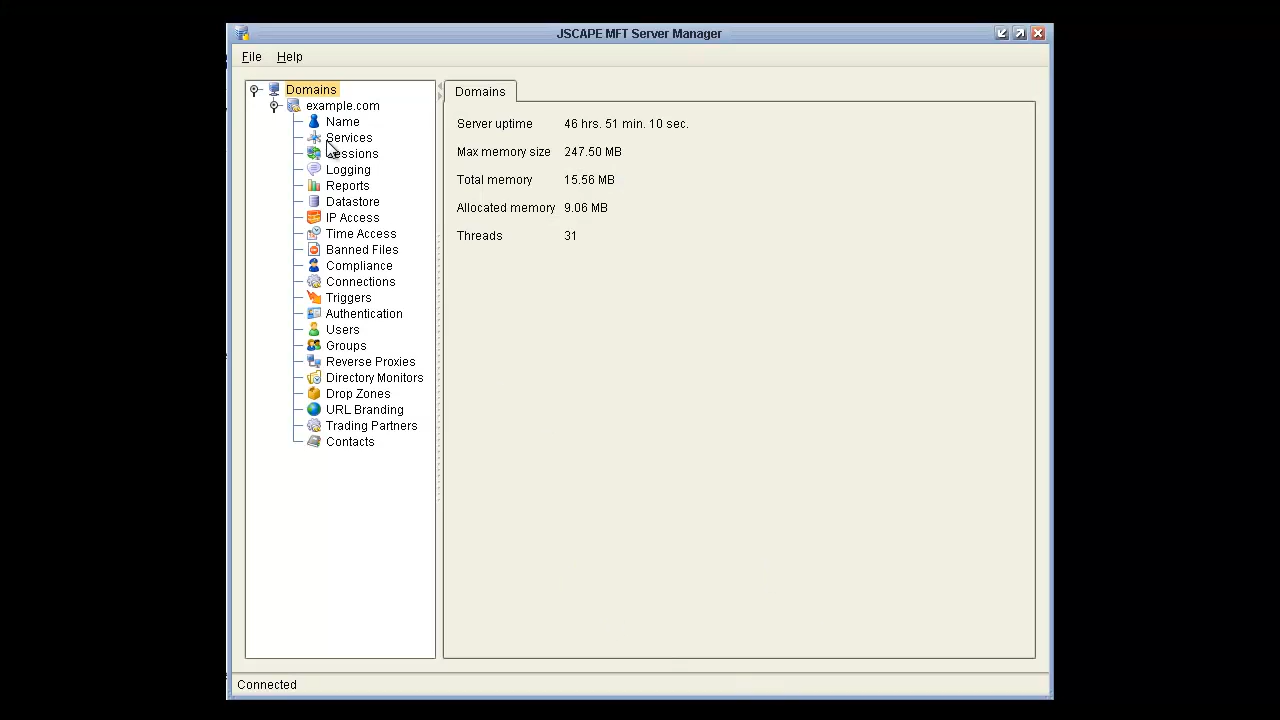 JSCAPE MFT Server Manager
File Help
Domains
example.com
Name
Services
Sessions
Logging
Reports
Datastore
IP Access
Time Access
Banned Files
Compliance
Connections
Triggers
Authentication
Users
Groups
Reverse Proxies
Directory Monitors
Drop Zones
URL Branding
Trading Partners
Contacts
Domains
Server uptime 46 hrs. 51 min. 10 sec.
Max memory size 247.50 MB
Total memory 15.56 MB
Allocated memory 9.06 MB
Threads 31
Connected